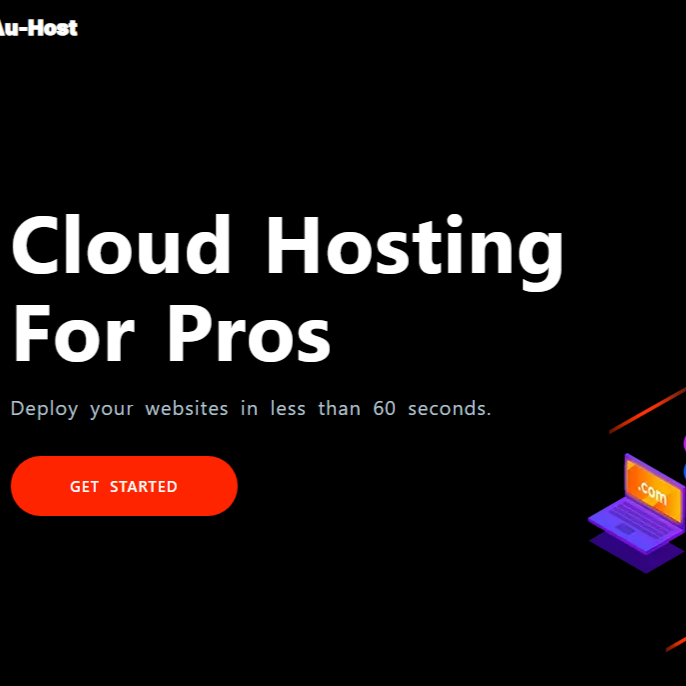 Au-Host
Cloud Hosting
For Pros
Deploy your websites in less than 60 seconds.
GET STARTED
.com